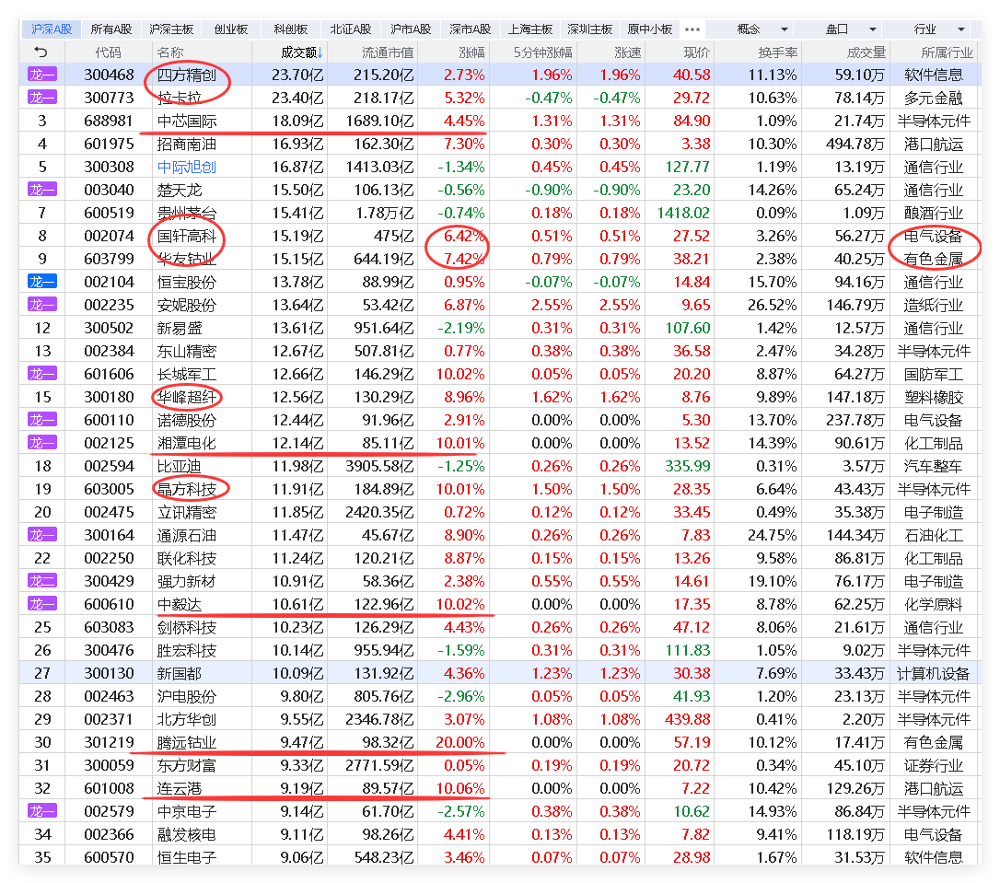 沪深A股 所有A股 沪深主板 创业板 科创板 北证A股 沪市A股 深市A股 上海主板 深圳主板 原中小板 ••• 概念 盘口 行业
代码 名称 成交额↓ 流通市值 涨幅 5分钟涨幅 涨速 现价 换手率 成交量 所属行业
龙一 300468 四方精创 23.70亿 215.20亿 2.73% 1.96% 1.96% 40.58 11.13% 59.10万 软件信息
龙一 300773 拉卡拉 23.40亿 218.17亿 5.32% -0.47% -0.47% 29.72 10.63% 78.14万 多元金融
3 688981 中芯国际 18.09亿 1689.10亿 4.45% 1.31% 1.31% 84.90 1.09% 21.74万 半导体元件
4 601975 招商南油 16.93亿 162.30亿 7.30% 0.30% 0.30% 3.38 10.30% 494.78万 港口航运
5 300308 中际旭创 16.87亿 1413.03亿 -1.34% 0.45% 0.45% 127.77 1.19% 13.19万 通信行业
龙一 003040 楚天龙 15.50亿 106.13亿 -0.56% -0.90% -0.90% 23.20 14.26% 65.24万 通信行业
7 600519 贵州茅台 15.41亿 1.78万亿 -0.74% 0.18% 0.18% 1418.02 0.09% 1.09万 酿酒行业
8 002074 国轩高科 15.19亿 475亿 6.42% 0.51% 0.51% 27.52 3.26% 56.27万 电气设备
9 603799 华友钴业 15.15亿 644.19亿 7.42% 0.79% 0.79% 38.21 2.38% 40.25万 有色金属
龙一 002104 恒宝股份 13.78亿 88.99亿 0.95% -0.07% -0.07% 14.84 15.70% 94.16万 通信行业
龙一 002235 安妮股份 13.64亿 53.42亿 6.87% 2.55% 2.55% 9.65 26.52% 146.79万 造纸行业
12 300502 新易盛 13.61亿 951.64亿 -2.19% 0.31% 0.31% 107.60 1.42% 12.57万 通信行业
13 002384 东山精密 12.67亿 507.81亿 0.77% 0.38% 0.38% 36.58 2.47% 34.28万 半导体元件
龙一 601606 长城军工 12.66亿 146.29亿 10.02% 0.05% 0.05% 20.20 8.87% 64.27万 国防军工
15 300180 华峰超纤 12.56亿 130.29亿 8.96% 1.62% 1.62% 8.76 9.89% 147.18万 塑料橡胶
龙一 600110 诺德股份 12.44亿 91.96亿 2.91% 0.00% 0.00% 5.30 13.70% 237.78万 电气设备
龙一 002125 湘潭电化 12.14亿 85.11亿 10.01% 0.00% 0.00% 13.52 14.39% 90.61万 化工制品
18 002594 比亚迪 11.98亿 3905.58亿 -1.25% 0.26% 0.26% 335.99 0.31% 3.57万 汽车整车
19 603005 晶方科技 11.91亿 184.89亿 10.01% 1.50% 1.50% 28.35 6.64% 43.43万 半导体元件
20 002475 立讯精密 11.85亿 2420.35亿 0.72% 0.12% 0.12% 33.45 0.49% 35.38万 电子制造
龙一 300164 通源石油 11.47亿 45.67亿 8.90% 0.26% 0.26% 7.83 24.75% 144.34万 石油化工
22 002250 联化科技 11.24亿 120.21亿 8.87% 0.15% 0.15% 13.26 9.58% 86.81万 化工制品
龙二 300429 强力新材 10.91亿 58.36亿 2.38% 0.55% 0.55% 14.61 19.10% 76.17万 电子制造
龙一 600610 中毅达 10.61亿 122.96亿 10.02% 0.00% 0.00% 17.35 8.78% 62.25万 化学原料
25 603083 剑桥科技 10.23亿 126.29亿 4.43% 0.26% 0.26% 47.12 8.06% 21.61万 通信行业
26 300476 胜宏科技 10.14亿 955.94亿 -1.59% 0.31% 0.31% 111.83 1.05% 9.02万 半导体元件
27 300130 新国都 10.09亿 131.92亿 4.36% 1.23% 1.23% 30.38 7.69% 33.43万 计算机设备
28 002463 沪电股份 9.80亿 805.76亿 -2.96% 0.05% 0.05% 41.93 1.20% 23.13万 半导体元件
29 002371 北方华创 9.55亿 2346.78亿 3.07% 1.08% 1.08% 439.88 0.41% 2.20万 半导体元件
30 301219 腾远钴业 9.47亿 98.32亿 20.00% 0.00% 0.00% 57.19 10.12% 17.41万 有色金属
31 300059 东方财富 9.33亿 2771.59亿 0.05% 0.19% 0.19% 20.72 0.34% 45.10万 证券行业
32 601008 连云港 9.19亿 89.57亿 10.06% 0.00% 0.00% 7.22 10.42% 129.26万 港口航运
龙一 002579 中京电子 9.14亿 61.70亿 -2.57% 0.38% 0.38% 10.62 14.93% 86.84万 半导体元件
34 002366 融发核电 9.11亿 98.26亿 4.41% 0.13% 0.13% 7.82 9.41% 118.19万 电气设备
35 600570 恒生电子 9.06亿 548.23亿 3.46% 0.07% 0.07% 28.98 1.67% 31.53万 软件信息